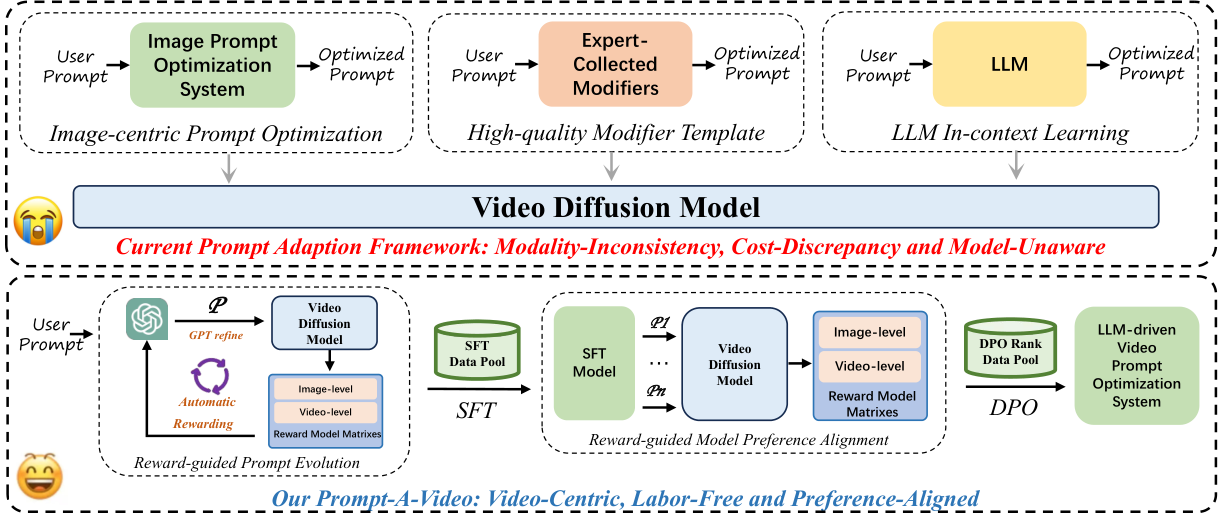 User Prompt
Image Prompt
Optimization
System
Optimized
Prompt
Image-centric Prompt Optimization
User Prompt
Expert-
Collected
Modifiers
Optimized
Prompt
High-quality Modifier Template
User Prompt
LLM
Optimized
Prompt
LLM In-context Learning
Video Diffusion Model
Current Prompt Adaption Framework: Modality-Inconsistency, Cost-Discrepancy and Model-Unaware
User
Prompt
P
GPT refine
Video
Diffusion
Model
Automatic
Rewarding
Image-level
Video-level
Reward Model Matrixes
Reward-guided Prompt Evolution
SFT
Data Pool
SFT
SFT
Model
P1
...
Pn
Video
Diffusion
Model
Image-level
Video-level
Reward Model
Matrixes
Reward-guided Model Preference Alignment
DPO Rank
Data Pool
DPO
LLM-driven
Video
Prompt
Optimization
System
Our Prompt-A-Video: Video-Centric, Labor-Free and Preference-Aligned